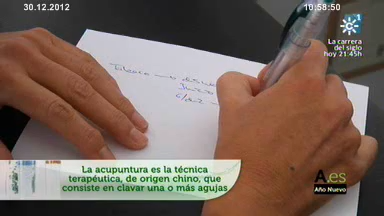 30.12.2012
10:58:50
La carrera
del siglo
hoy 21:45h
Tabaco
La acupuntura es la técnica
terapéutica, de origen chino, que
consiste en clavar una o más agujas
A.es
Año Nuevo